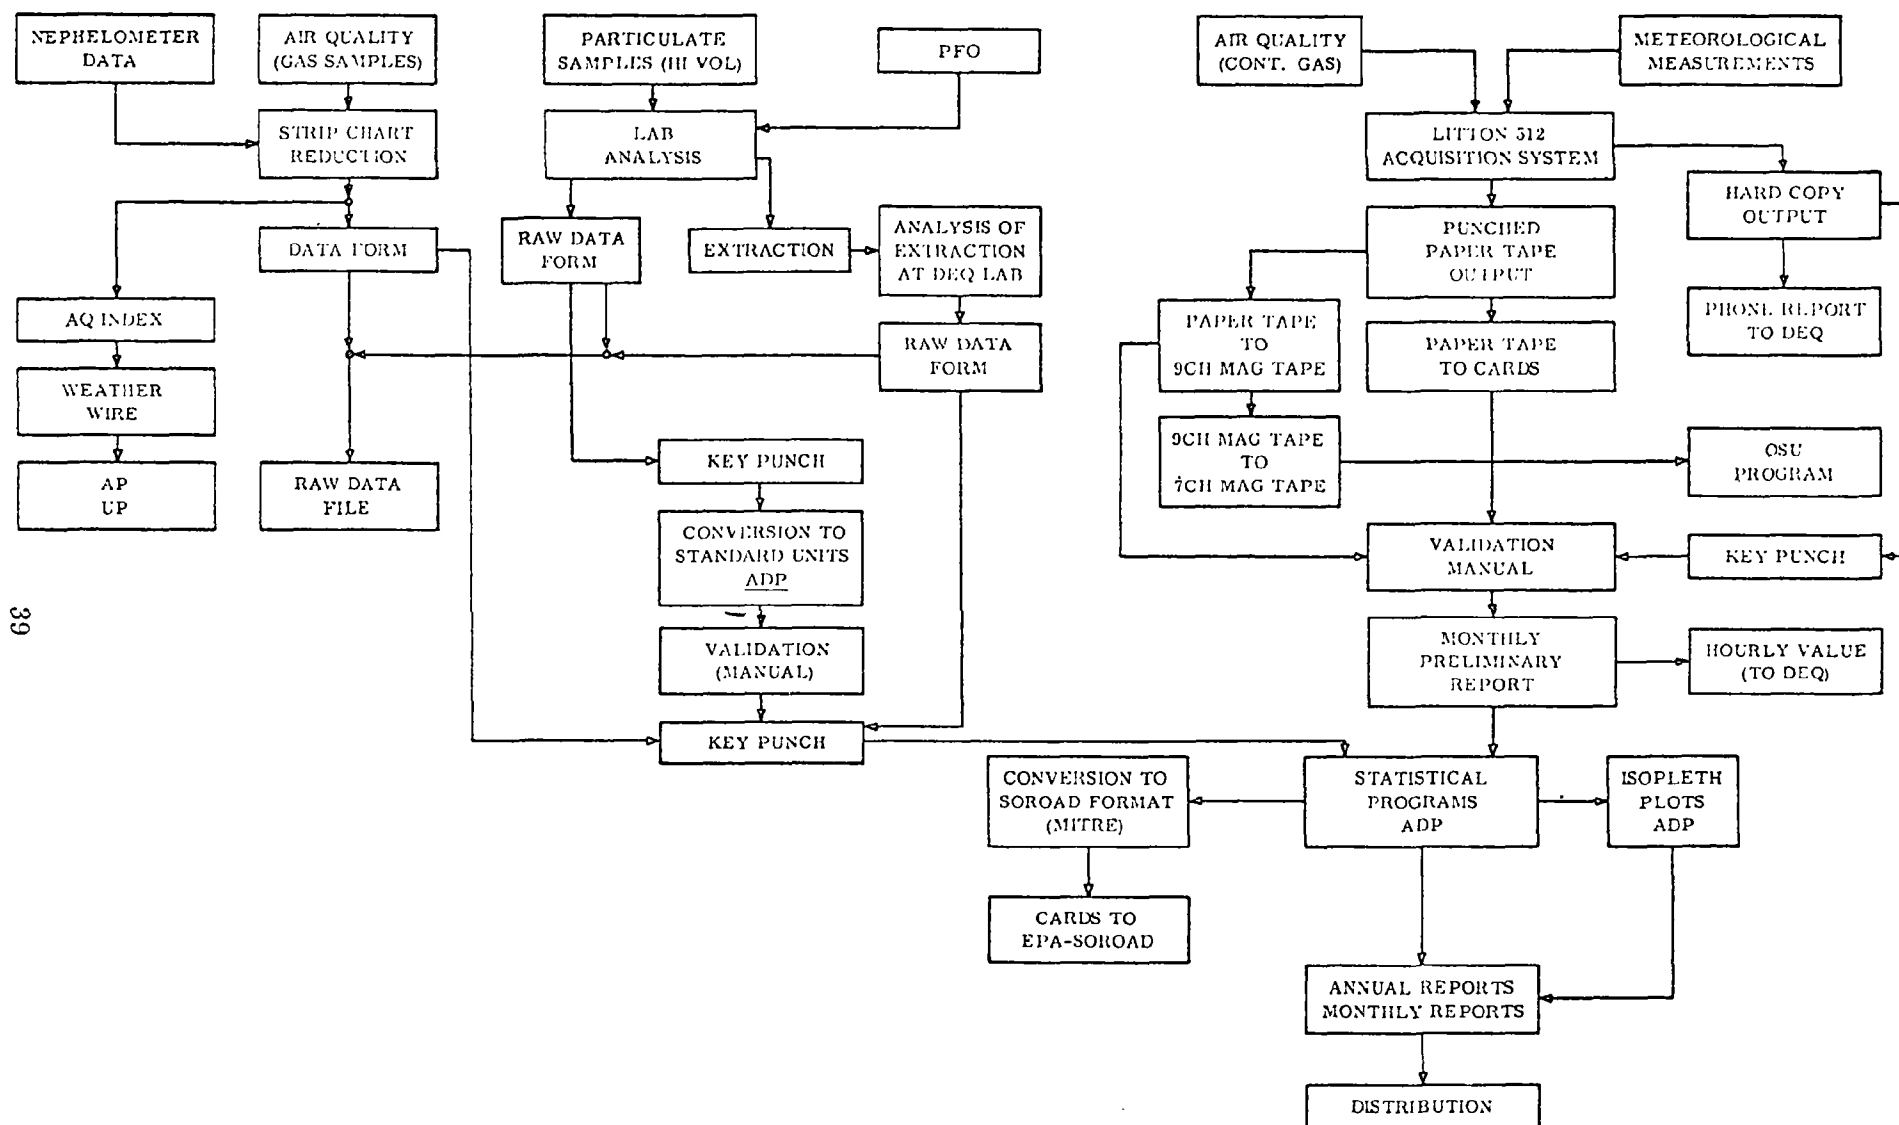 NEPHELOMETER
DATA
AIR QUALITY
(GAS SAMPLES)
PARTICULATE
SAMPLES (HI VOL)
PFO
AIR QUALITY
(CONT. GAS)
METEOROLOGICAL
MEASUREMENTS
STRIP CHART
REDUCTION
LAB
ANALYSIS
LITTON 512
ACQUISITION SYSTEM
HARD COPY
OUTPUT
DATA FORM
RAW DATA
FORM
EXTRACTION
ANALYSIS OF
EXTRACTION
AT DEQ LAB
PUNCHED
PAPER TAPE
OUTPUT
AQ INDEX
PAPER TAPE
TO
9CH MAG TAPE
PAPER TAPE
TO CARDS
PHONE REPORT
TO DEQ
RAW DATA
FORM
WEATHER
WIRE
AP
UP
RAW DATA
FILE
KEY PUNCH
9CH MAG TAPE
TO
7CH MAG TAPE
OSU
PROGRAM
CONVERSION TO
STANDARD UNITS
ADP
VALIDATION
MANUAL
KEY PUNCH
VALIDATION
(MANUAL)
MONTHLY
PRELIMINARY
REPORT
HOURLY VALUE
(TO DEQ)
KEY PUNCH
CONVERSION TO
SOROAD FORMAT
(MITRE)
STATISTICAL
PROGRAMS
ADP
ISOPLETH
PLOTS
ADP
CARDS TO
EPA-SOROAD
ANNUAL REPORTS
MONTHLY REPORTS
DISTRIBUTION
39